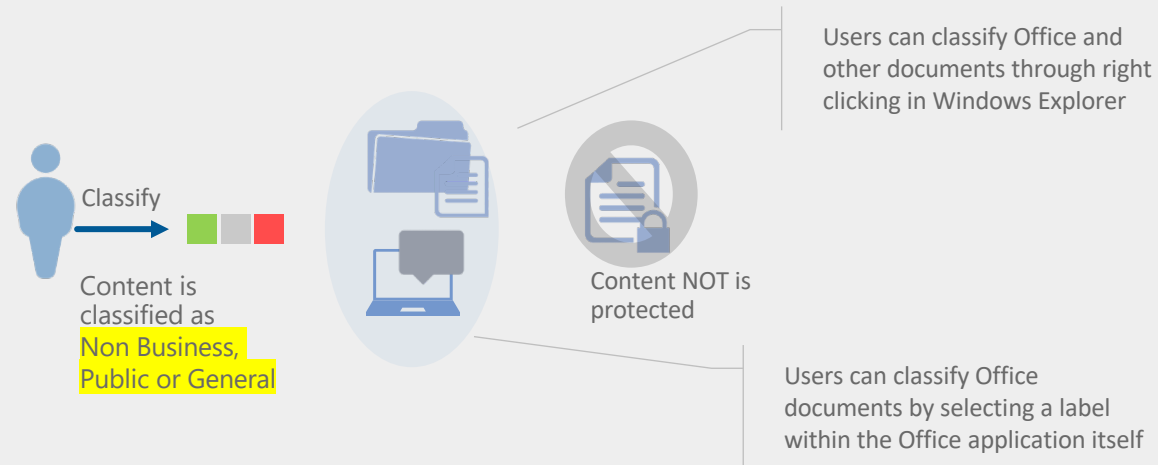 Users can classify Office and
other documents through right
clicking in Windows Explorer
Classify
Content is
classified as
Non Business,
Public or General
Content NOT is
protected
Users can classify Office
documents by selecting a label
within the Office application itself